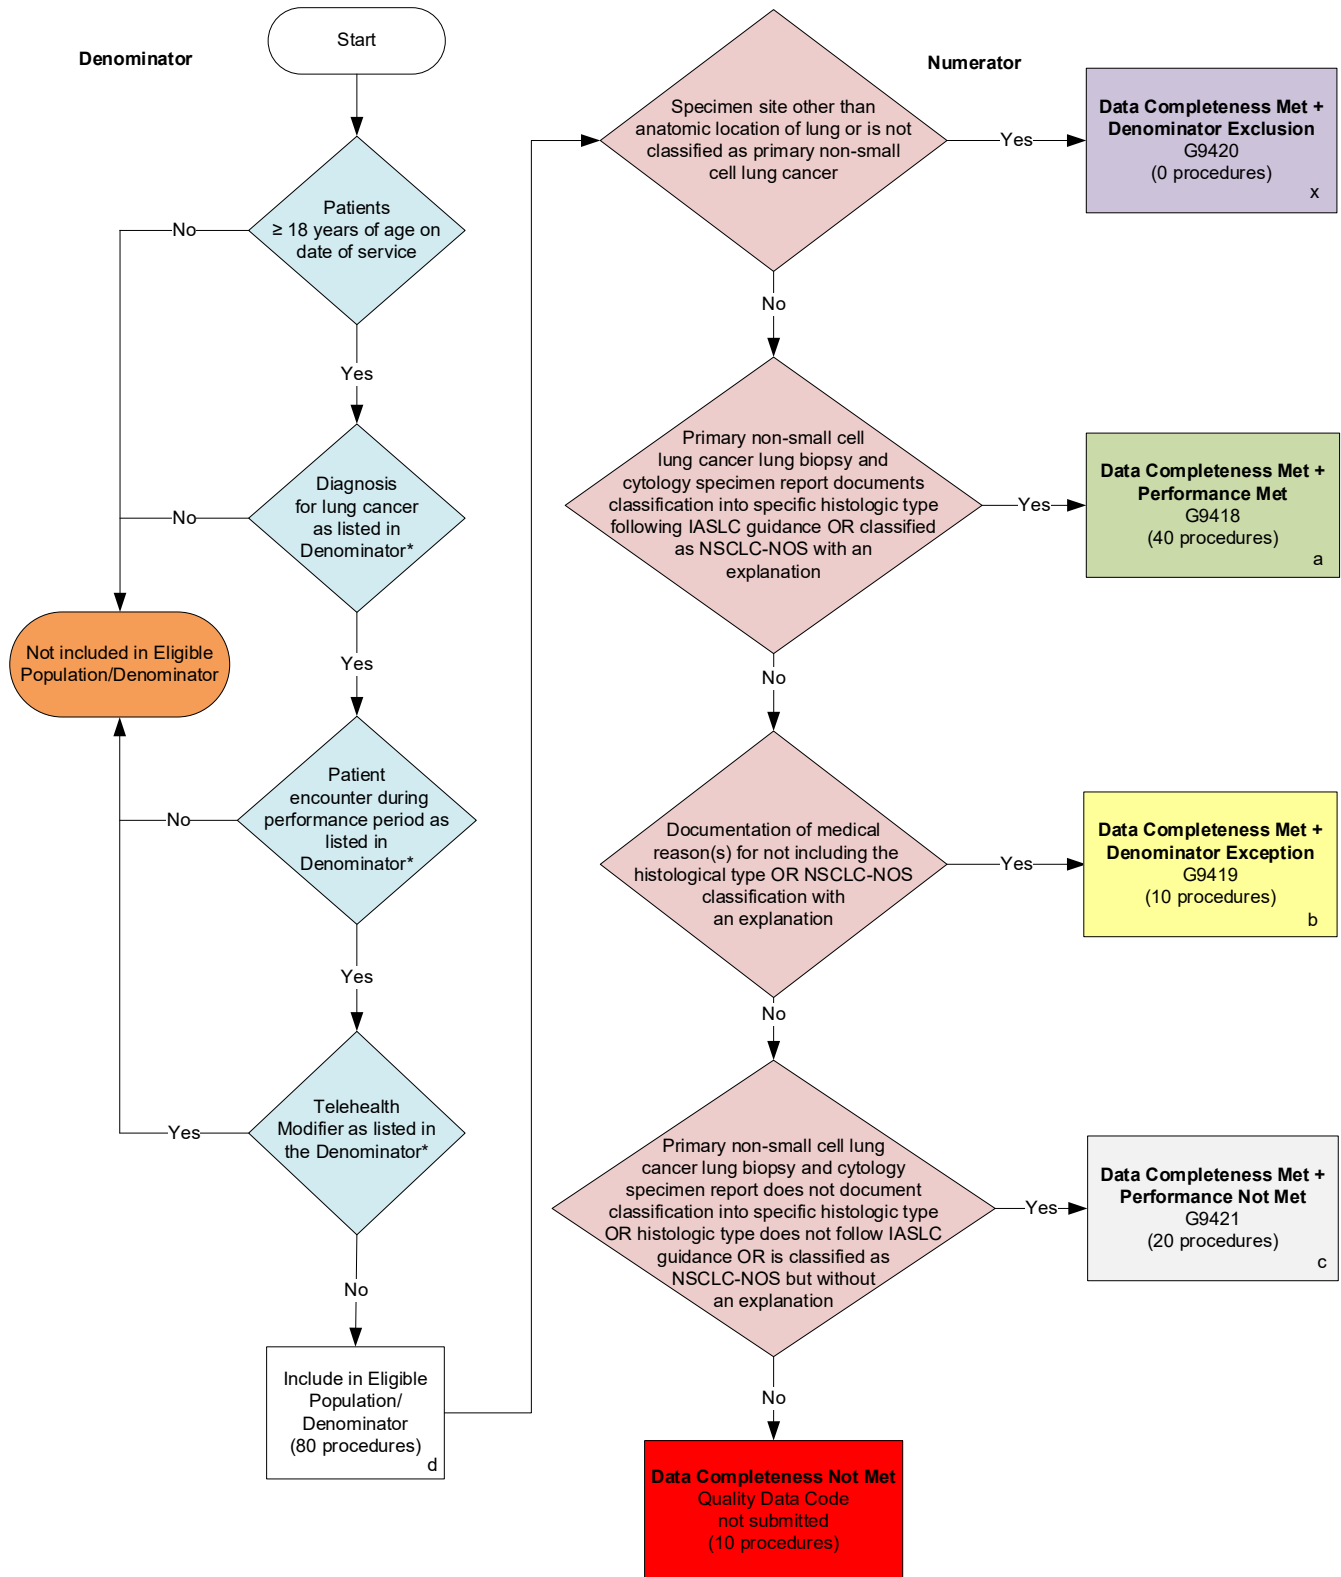 Denominator
Start
Patients
≥ 18 years of age on
date of service
No
Yes
Diagnosis
for lung cancer
as listed in
Denominator*
No
Yes
Not included in Eligible
Population/Denominator
Patient
encounter during
performance period as
listed in
Denominator*
No
Yes
Telehealth
Modifier as listed in
the Denominator*
Yes
No
Include in Eligible
Population/
Denominator
(80 procedures)
d
Numerator
Specimen site other than
anatomic location of lung or is not
classified as primary non-small
cell lung cancer
Yes
Data Completeness Met +
Denominator Exclusion
G9420
(0 procedures)
x
No
Primary non-small cell
lung cancer lung biopsy and
cytology specimen report documents
classification into specific histologic type
following IASLC guidance OR classified
as NSCLC-NOS with an
explanation
Yes
Data Completeness Met +
Performance Met
G9418
(40 procedures)
a
No
Documentation of medical
reason(s) for not including the
histological type OR NSCLC-NOS
classification with
an explanation
Yes
Data Completeness Met +
Denominator Exception
G9419
(10 procedures)
b
No
Primary non-small cell lung
cancer lung biopsy and cytology
specimen report does not document
classification into specific histologic type
OR histologic type does not follow IASLC
guidance OR is classified as
NSCLC-NOS but without
an explanation
Yes
Data Completeness Met +
Performance Not Met
G9421
(20 procedures)
c
No
Data Completeness Not Met
Quality Data Code
not submitted
(10 procedures)